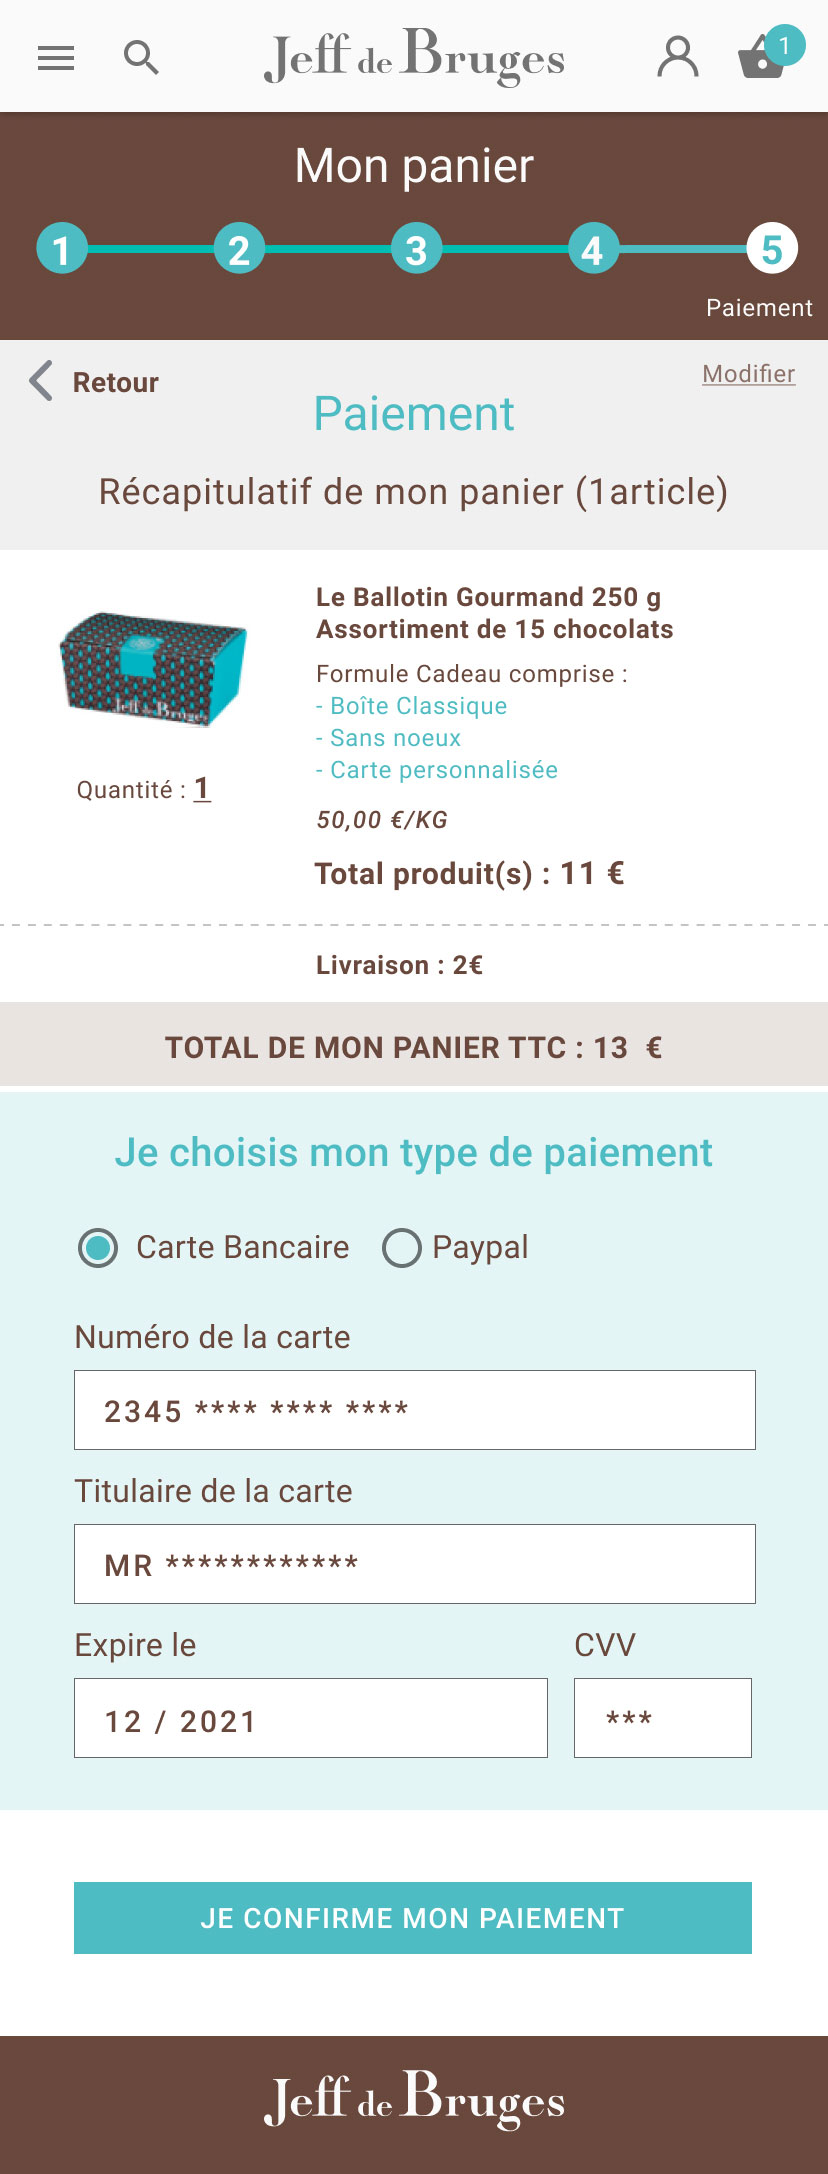 Jeff de Bruges
1
Mon panier
1 2 3 4 5
Paiement
Retour
Modifier
Paiement
Récapitulatif de mon panier (1article)
Le Ballotin Gourmand 250 g
Assortiment de 15 chocolats
Formule Cadeau comprise :
- Boîte Classique
- Sans noeux
- Carte personnalisée
Jeff de Bruges
Quantité : 1
50,00 €/KG
Total produit(s) : 11 €
Livraison : 2€
TOTAL DE MON PANIER TTC : 13 €
Je choisis mon type de paiement
Carte Bancaire
Paypal
Numéro de la carte
2345 **** **** ****
Titulaire de la carte
MR ************
Expire le
CVV
12 / 2021
***
JE CONFIRME MON PAIEMENT
Jeff de Bruges